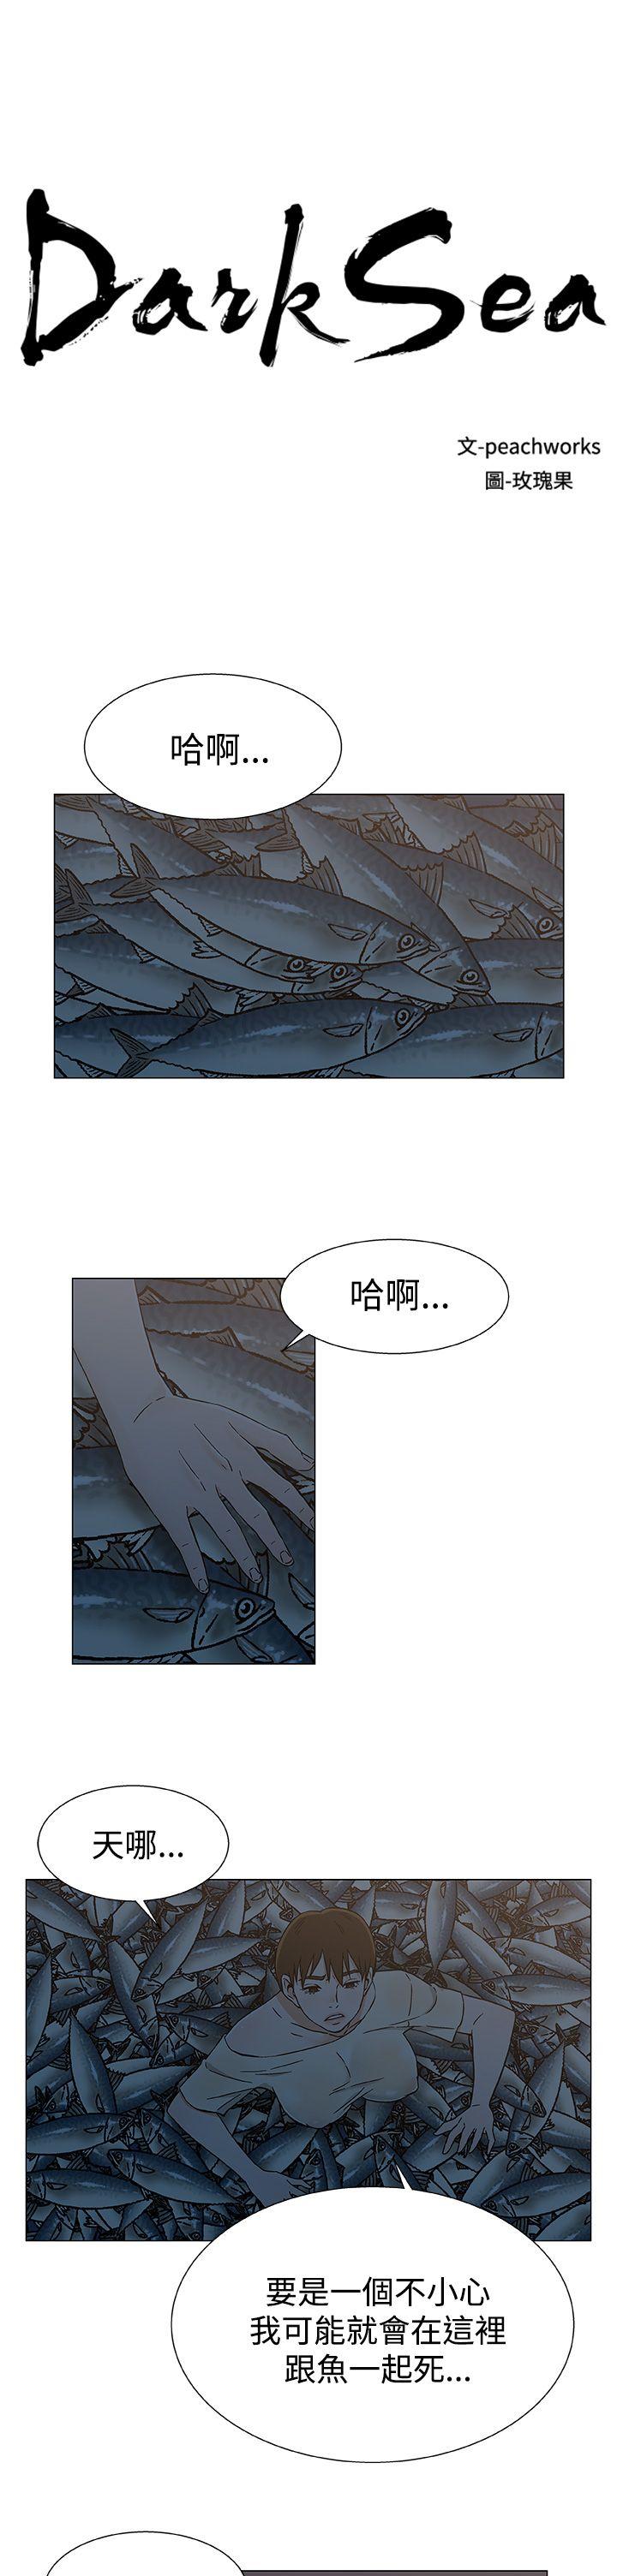 DarkSea
文-peachworks
圖-玫瑰果
哈啊...
哈啊...
天哪...
要是一個不小心
我可能就會在這裡
跟魚一起死...